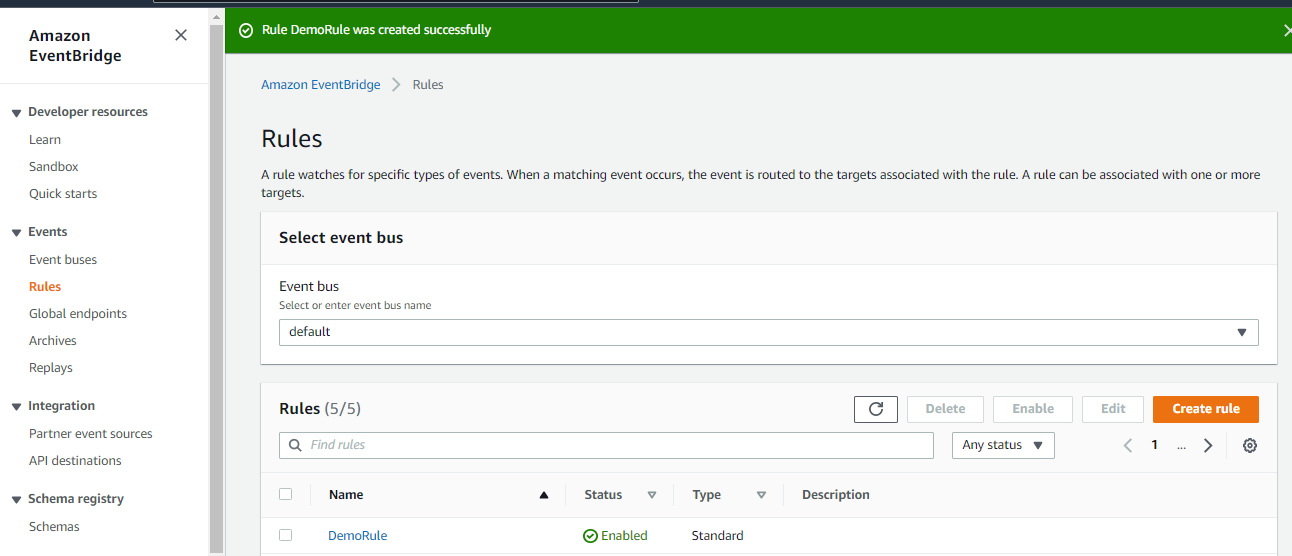 Rule DemoRule was created successfully
Amazon
EventBridge
Developer resources
Learn
Sandbox
Quick starts
Events
Event buses
Rules
Global endpoints
Archives
Replays
Integration
Partner event sources
API destinations
Schema registry
Schemas
Amazon EventBridge Rules
Rules
A rule watches for specific types of events. When a matching event occurs, the event is routed to the targets associated with the rule. A rule can be associated with one or more
targets.
Select event bus
Event bus
Select or enter event bus name
default
Rules (5/5) Delete Enable Edit Create rule
Find rules Any status 1 ...
Name Status Type Description
DemoRule Enabled Standard